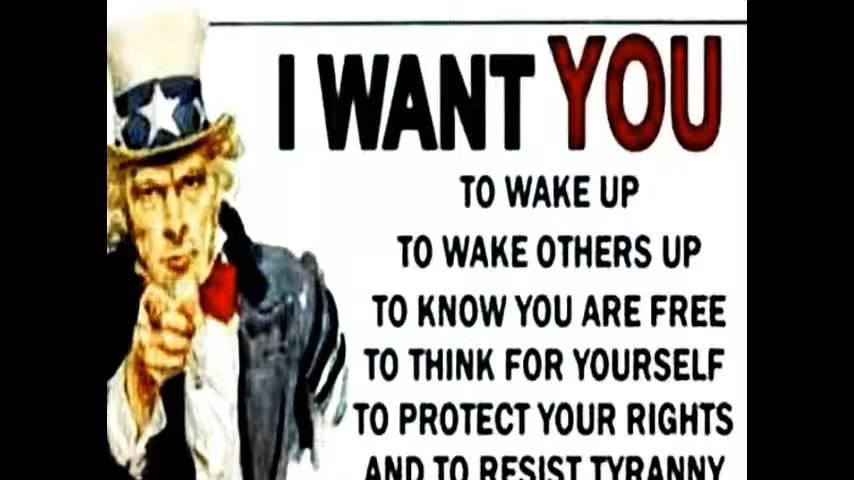 I WANT YOU
TO WAKE UP
TO WAKE OTHERS UP
TO KNOW YOU ARE FREE
TO THINK FOR YOURSELF
TO PROTECT YOUR RIGHTS
AND TO RESIST TYRANNY